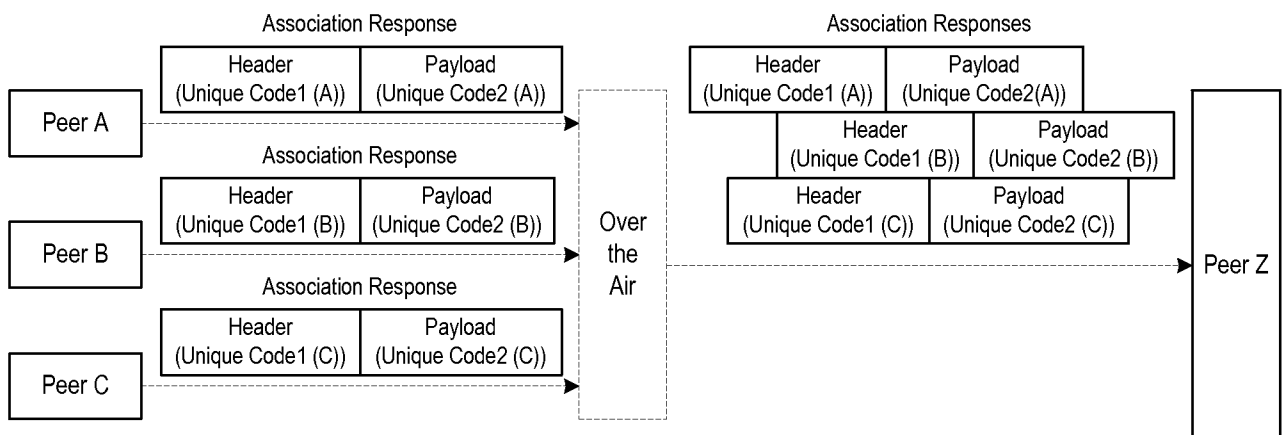 Association Response
Header
(Unique Code1 (A))
Payload
(Unique Code2 (A))
Peer A
Association Response
Header
(Unique Code1 (B))
Payload
(Unique Code2 (B))
Peer B
Association Response
Header
(Unique Code1 (C))
Payload
(Unique Code2 (C))
Peer C
Over
the
Air
Association Responses
Header
(Unique Code1 (A))
Payload
(Unique Code2(A))
Header
(Unique Code1 (B))
Payload
(Unique Code2 (B))
Header
(Unique Code1 (C))
Payload
(Unique Code2 (C))
Peer Z